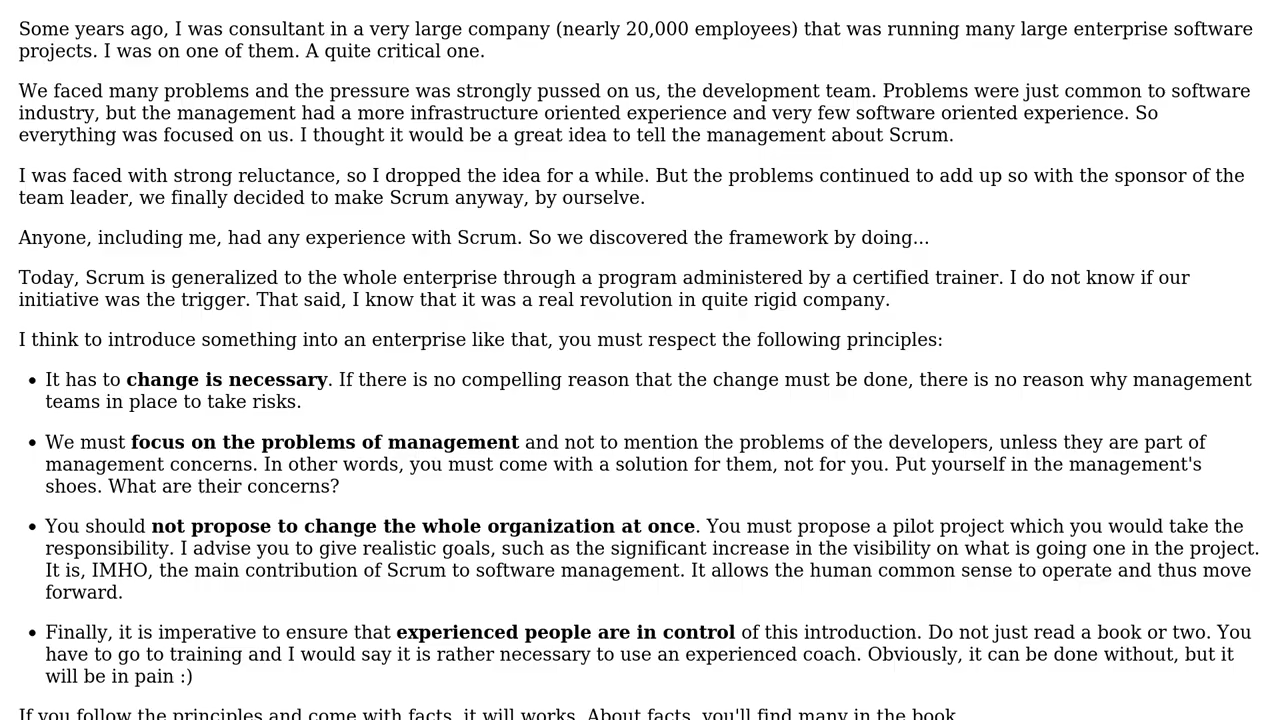 Some years ago, I was consultant in a very large company (nearly 20,000 employees) that was running many large enterprise software
projects. I was on one of them. A quite critical one.
We faced many problems and the pressure was strongly pussed on us, the development team. Problems were just common to software
industry, but the management had a more infrastructure oriented experience and very few software oriented experience. So
everything was focused on us. I thought it would be a great idea to tell the management about Scrum.
I was faced with strong reluctance, so I dropped the idea for a while. But the problems continued to add up so with the sponsor of the
team leader, we finally decided to make Scrum anyway, by ourselve.
Anyone, including me, had any experience with Scrum. So we discovered the framework by doing...
Today, Scrum is generalized to the whole enterprise through a program administered by a certified trainer. I do not know if our
initiative was the trigger. That said, I know that it was a real revolution in quite rigid company.
I think to introduce something into an enterprise like that, you must respect the following principles:
• It has to change is necessary. If there is no compelling reason that the change must be done, there is no reason why management
teams in place to take risks.
• We must focus on the problems of management and not to mention the problems of the developers, unless they are part of
management concerns. In other words, you must come with a solution for them, not for you. Put yourself in the management's
shoes. What are their concerns?
• You should not propose to change the whole organization at once. You must propose a pilot project which you would take the
responsibility. I advise you to give realistic goals, such as the significant increase in the visibility on what is going one in the project.
It is, IMHO, the main contribution of Scrum to software management. It allows the human common sense to operate and thus move
forward.
• Finally, it is imperative to ensure that experienced people are in control of this introduction. Do not just read a book or two. You
have to go to training and I would say it is rather necessary to use an experienced coach. Obviously, it can be done without, but it
will be in pain :)
If you follow the principles and come with facts, it will works. About facts, you'll find many in the book